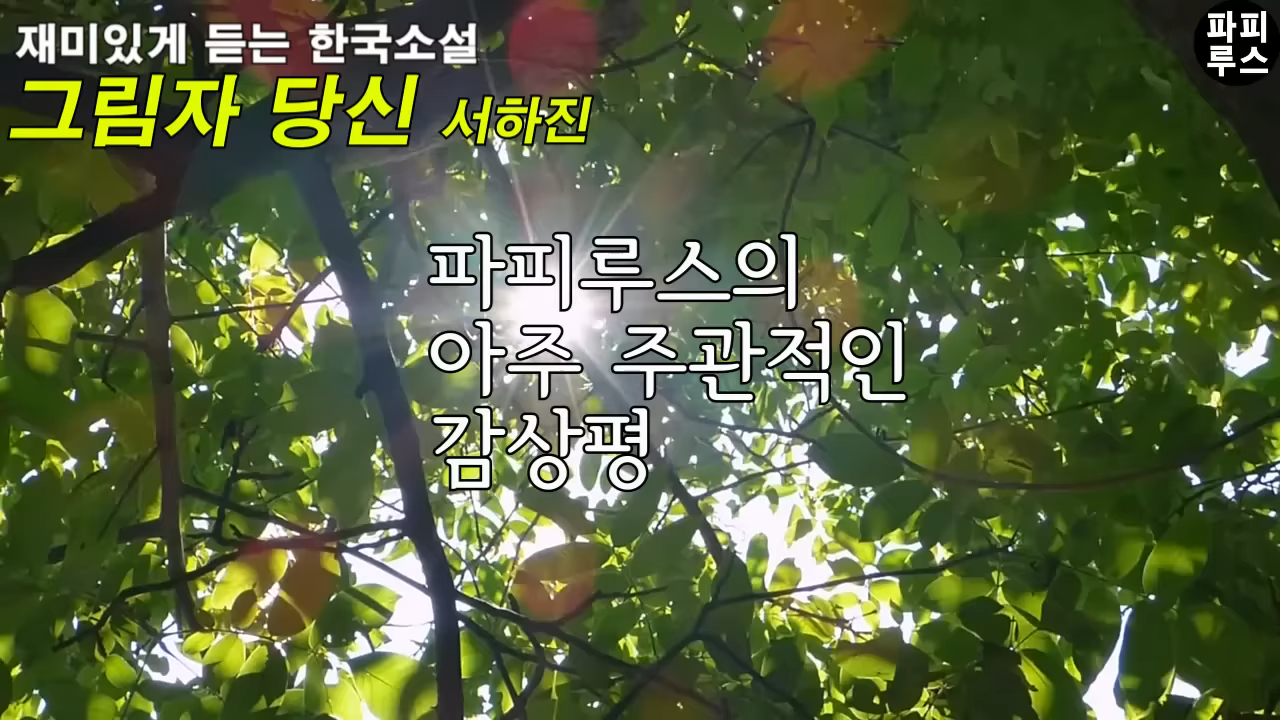 재미있게 듣는 한국소설
그림자 당신 서하진
파피
루스
파피루스의
아주 주관적인
감상평